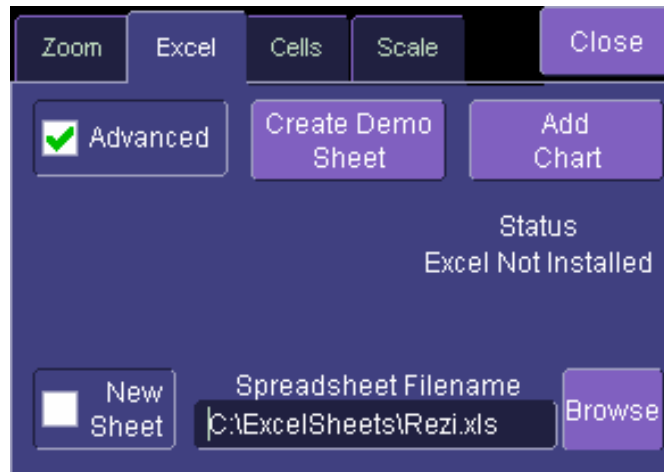 Zoom Excel Cells Scale Close
Advanced
Create Demo
Sheet
Add
Chart
Status
Excel Not Installed
New
Sheet
Spreadsheet Filename
C:\ExcelSheets\Rezi.xls
Browse